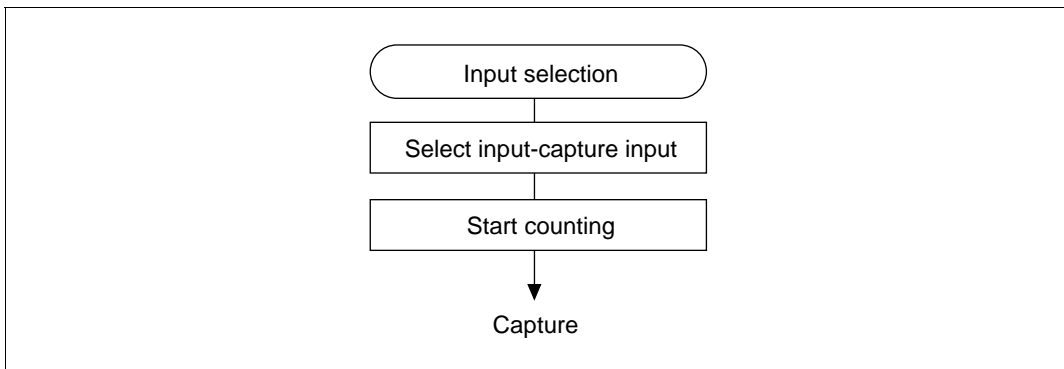 Input selection
Select input-capture input
Start counting
Capture